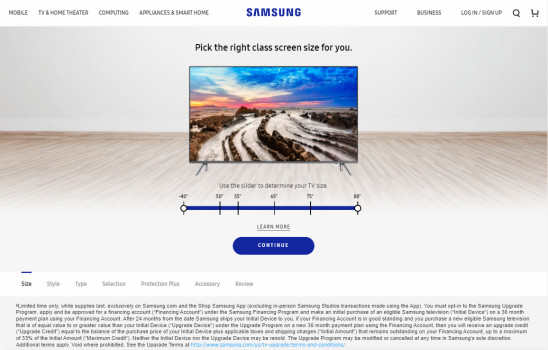 MOBILE TV & HOME THEATER COMPUTING APPLIANCES & SMART HOME SAMSUNG SUPPORT BUSINESS LOG IN / SIGN UP
Pick the right class screen size for you.
Use the slider to determine your TV size.
-40" 50" 55" 65" 75" 88"
LEARN MORE
CONTINUE
Size Style Type Selection Protection Plus Accessory Review
*Limited time only, while supplies last, exclusively on Samsung.com and the Shop Samsung App (excluding in-person Samsung Studios transactions made using the App). You must opt-in to the Samsung Upgrade
Program, apply and be approved for a financing account ("Financing Account") under the Samsung Financing Program and make an initial purchase of an eligible Samsung television ("Initial Device") on a 36 month
payment plan using your Financing Account. After 24 months from the date Samsung ships your Initial Device to you, if your Financing Account is in good standing and you purchase a new eligible Samsung television
that is of equal value to or greater value than your Initial Device ("Upgrade Device") under the Upgrade Program on a new 36 month payment plan using the Financing Account, then you will receive an upgrade credit
("Upgrade Credit") equal to the balance of the purchase price of your Initial Device plus applicable taxes and shipping charges ("Initial Amount") that remains outstanding on your Financing Account, up to a maximum
of 33% of the Initial Amount ("Maximum Credit"). Neither the Initial Device nor the Upgrade Device may be resold. The Upgrade Program may be modified or cancelled at any time in Samsung's sole discretion.
Additional terms apply. Void where prohibited. See the Upgrade Terms at http://www.samsung.com/us/tv-upgrade/terms-and-conditions/.